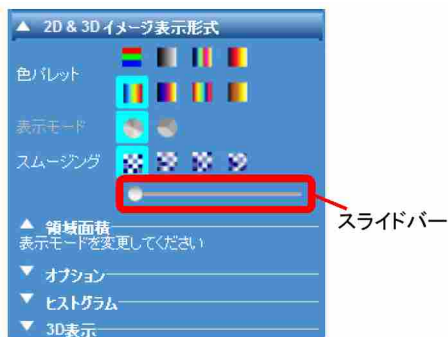 ▲ 2D & 3Dイメージ表示形式
色パレット
表示モード
スムージング
スライドバー
▲ 領域面積
表示モードを変更してください
▼ オプション
▼ ヒストグラム
▼ 3D表示